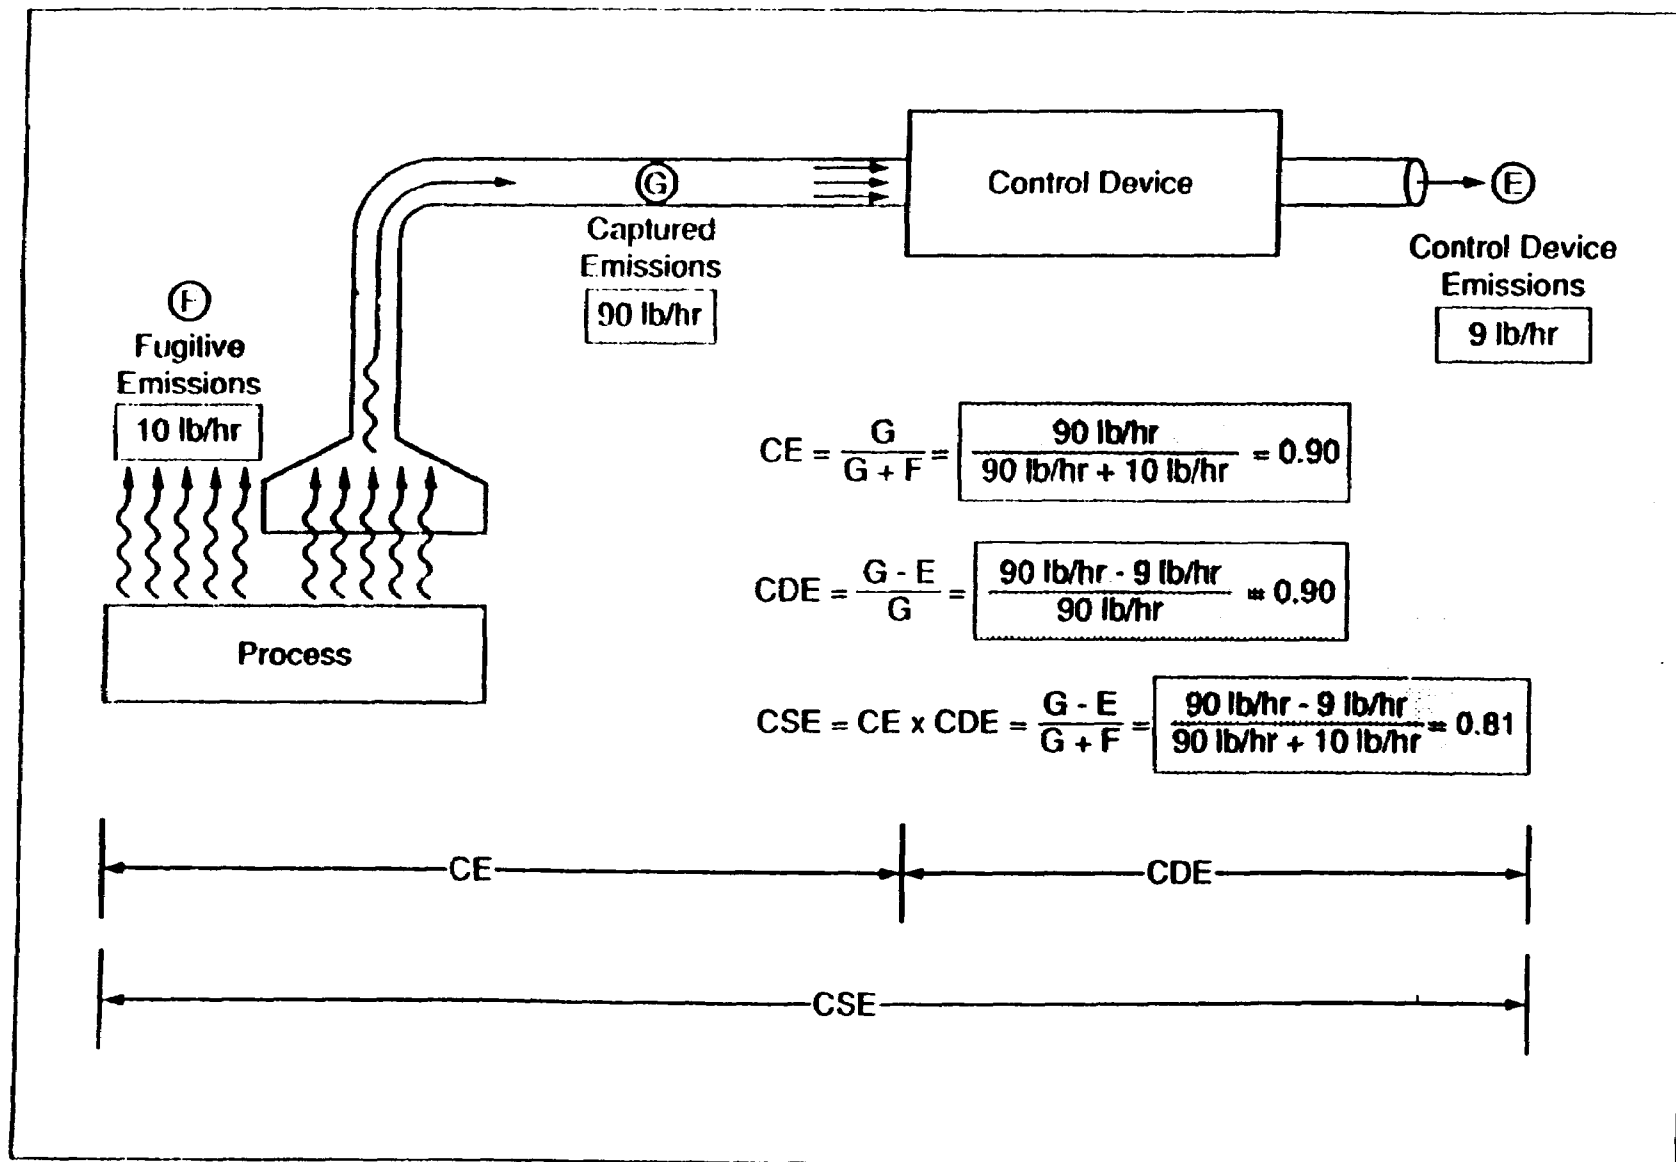 G
Captured
Emissions
90 lb/hr
Control Device
E
Control Device
Emissions
9 lb/hr
F
Fugitive
Emissions
10 lb/hr
Process
CE = G / G + F = 90 lb/hr / 90 lb/hr + 10 lb/hr = 0.90
CDE = G - E / G = 90 lb/hr - 9 lb/hr / 90 lb/hr = 0.90
CSE = CE x CDE = G - E / G + F = 90 lb/hr - 9 lb/hr / 90 lb/hr + 10 lb/hr = 0.81
CE
CDE
CSE